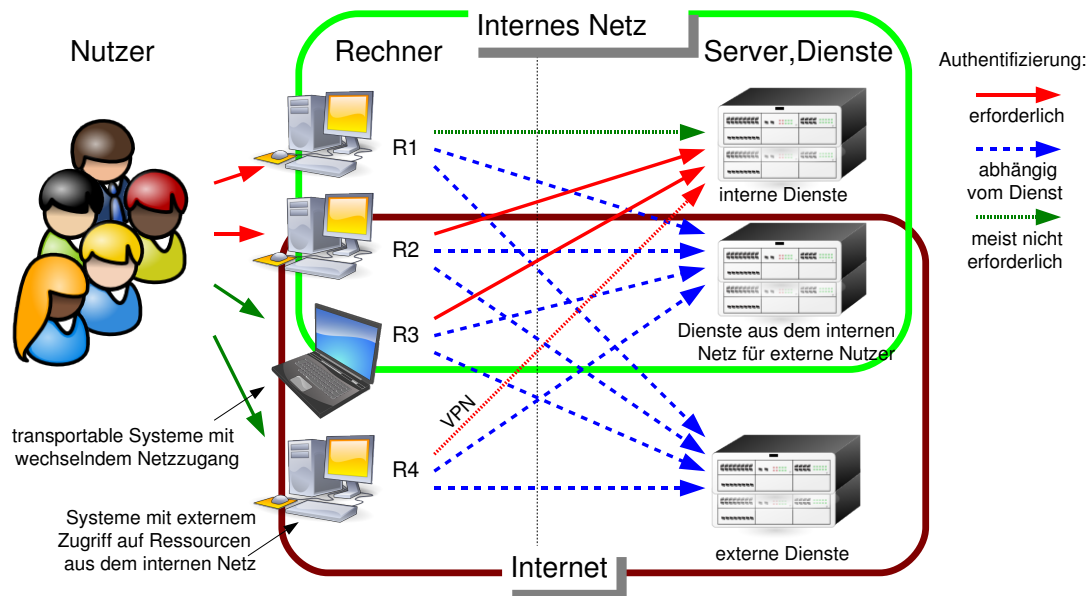 Internes Netz
Nutzer
Rechner
Server,Dienste
Authentifizierung:
erforderlich
abhängig
vom Dienst
meist nicht
erforderlich
R1
interne Dienste
R2
R3
Dienste aus dem internen
Netz für externe Nutzer
VPN
transportable Systeme mit
wechselndem Netzzugang
R4
Systeme mit externem
Zugriff auf Ressourcen
aus dem internen Netz
externe Dienste
Internet